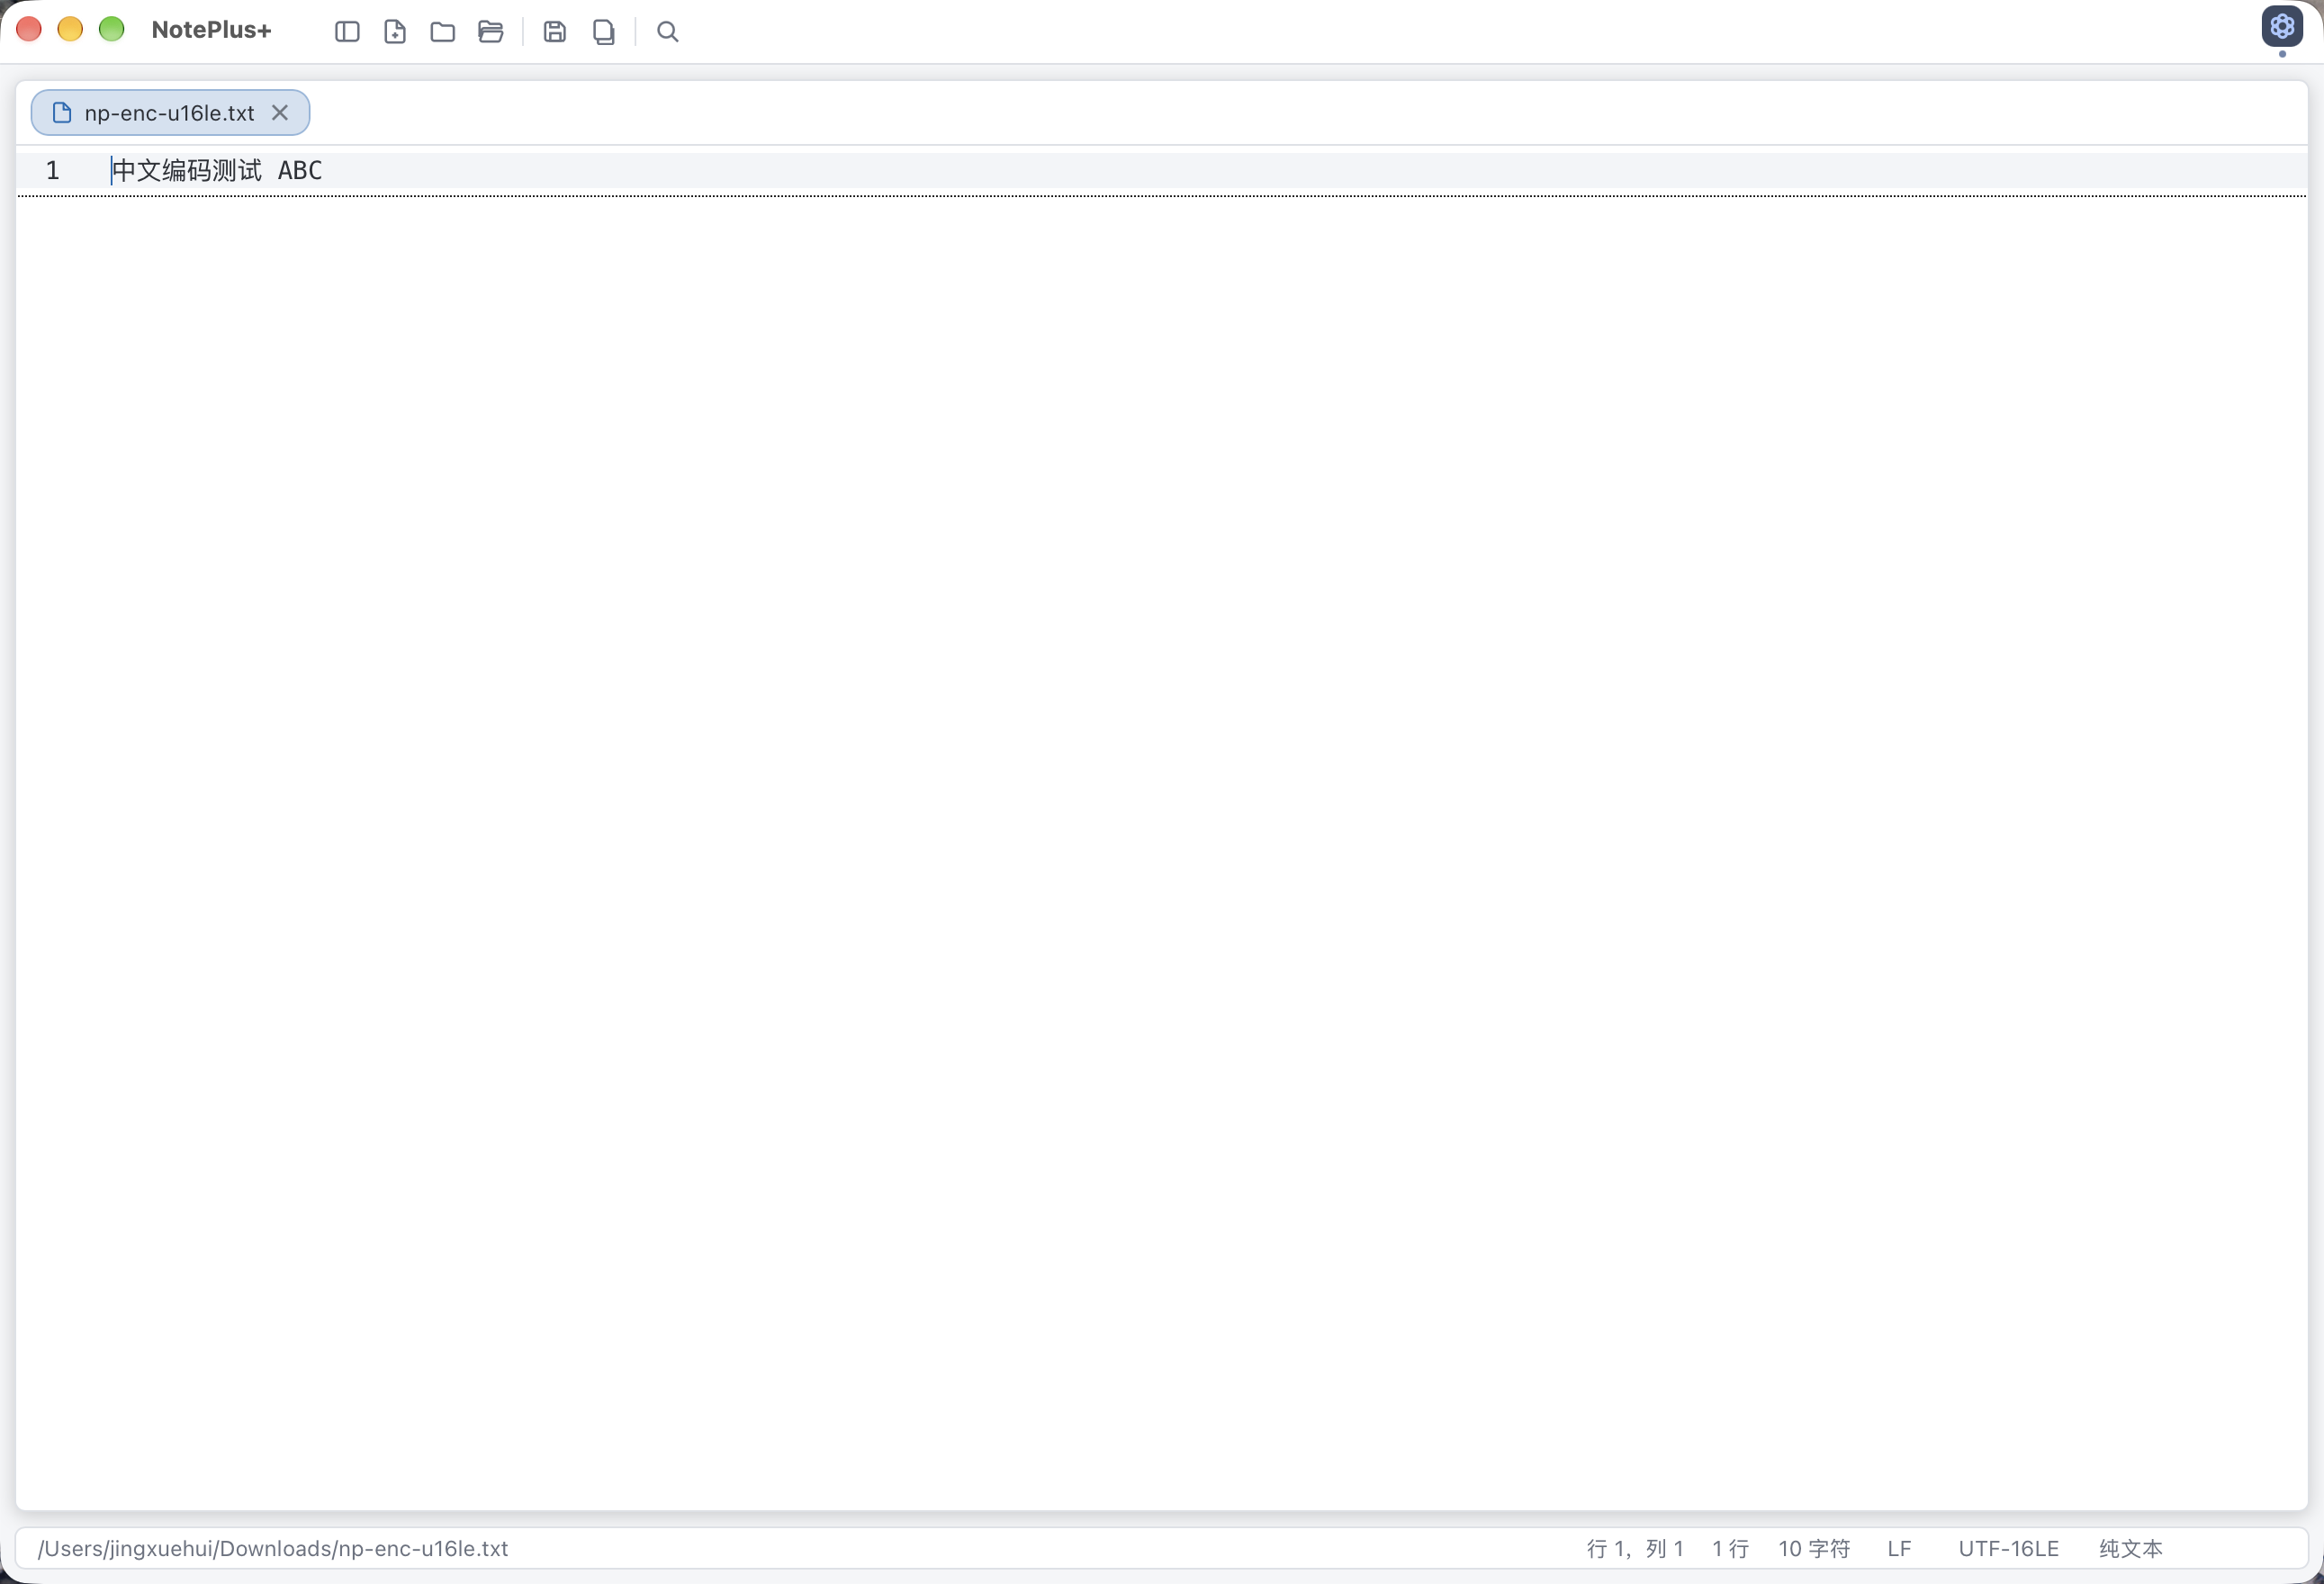 NotePlus+
np-enc-u16le.txt
1 中文编码测试 ABC
/Users/jingxuehui/Downloads/np-enc-u16le.txt 行 1，列 1 1 行 10 字符 LF UTF-16LE 纯文本